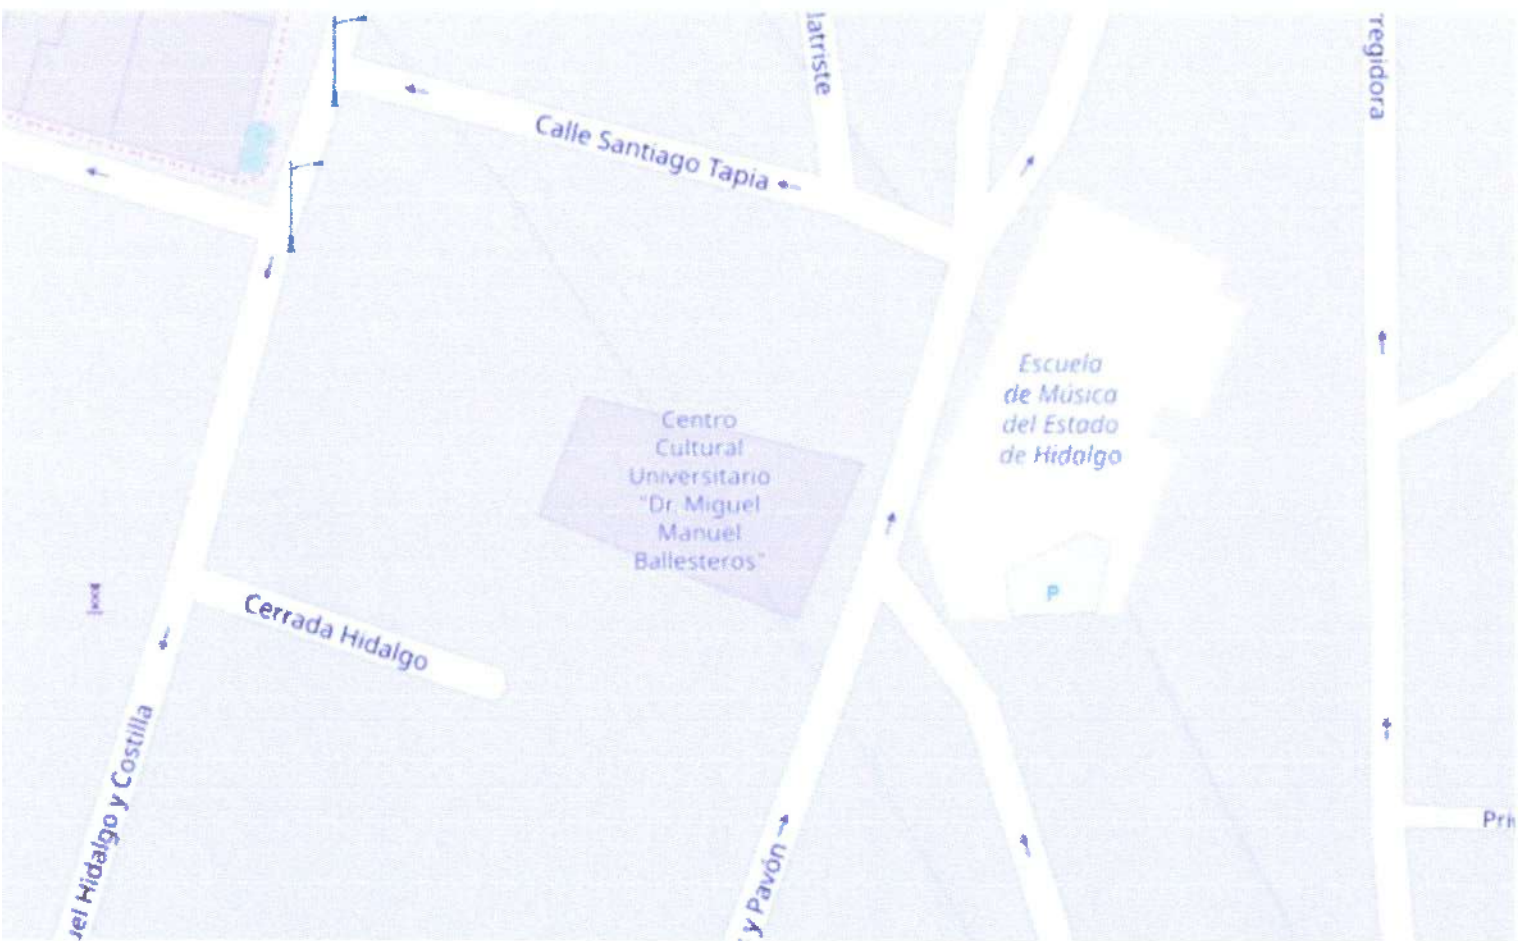 latriste
rregidora
Calle Santiago Tapia
Escuela
de Música
del Estado
de Hidalgo
Centro
Cultural
Universitario
"Dr. Miguel
Manuel
Ballesteros"
P
Cerrada Hidalgo
uel Hidalgo y Costilla
y Pavón
Pri